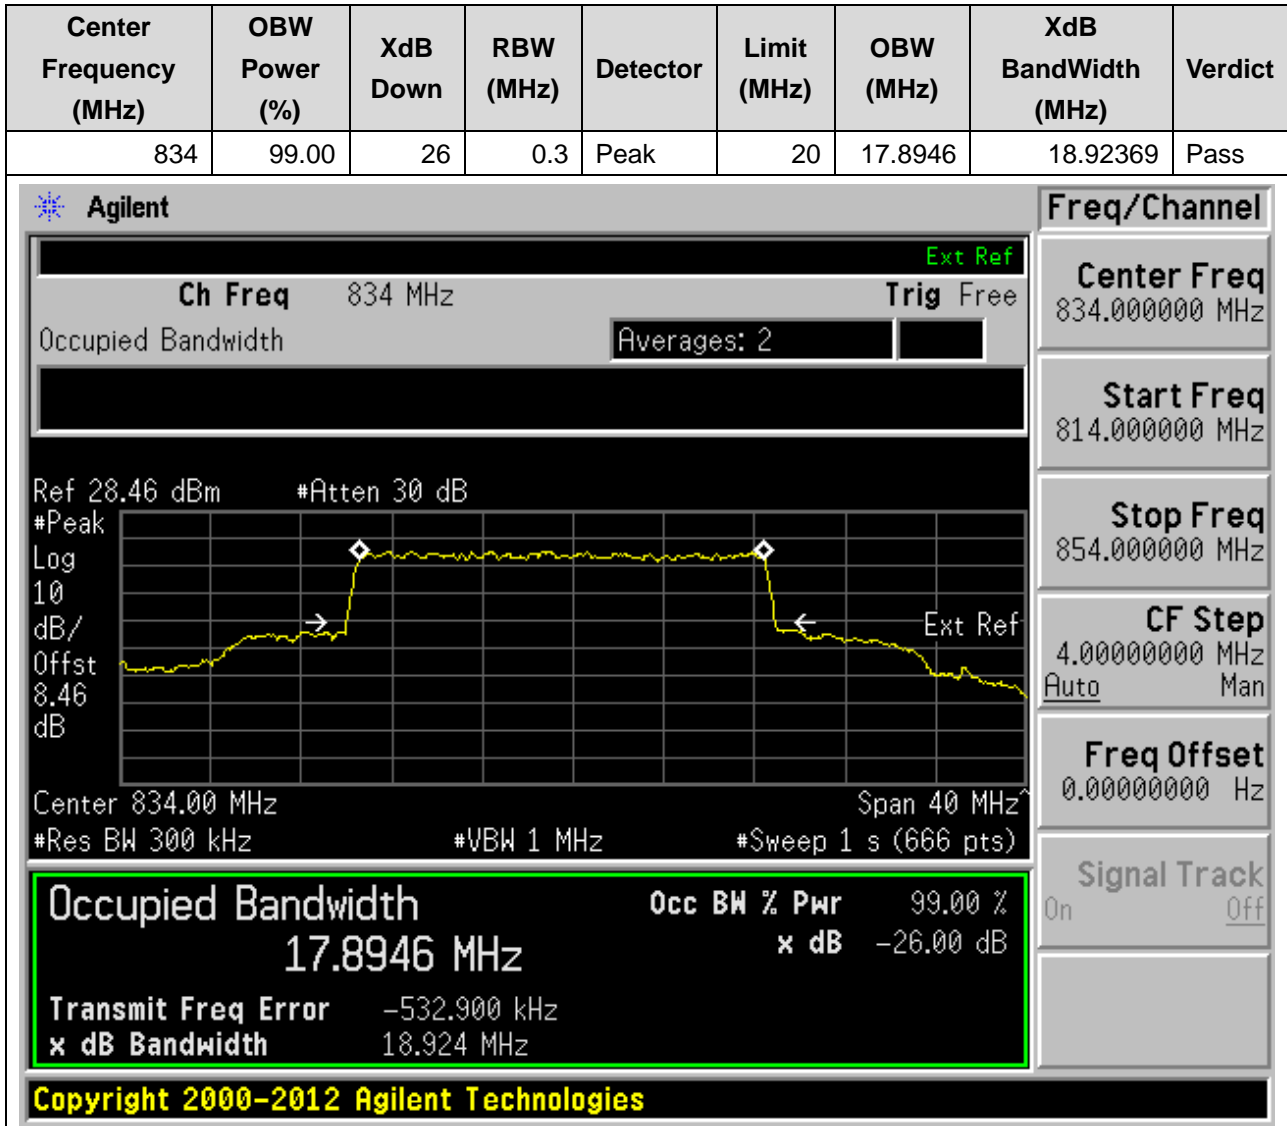 Center Frequency (MHz) OBW Power (%) XdB Down RBW (MHz) Detector Limit (MHz) OBW (MHz) XdB BandWidth (MHz) Verdict
834 99.00 26 0.3 Peak 20 17.8946 18.92369 Pass
Agilent
Freq/Channel
Ext Ref
Ch Freq 834 MHz Trig Free
Occupied Bandwidth Averages: 2
Ref 28.46 dBm #Atten 30 dB
#Peak
Log
10
dB/
Offst
8.46
dB
Ext Ref
Center 834.00 MHz Span 40 MHz^
#Res BW 300 kHz #VBW 1 MHz #Sweep 1 s (666 pts)
Occupied Bandwidth Occ BW % Pwr 99.00 %
17.8946 MHz x dB -26.00 dB
Transmit Freq Error -532.900 kHz
x dB Bandwidth 18.924 MHz
Center Freq
834.000000 MHz
Start Freq
814.000000 MHz
Stop Freq
854.000000 MHz
CF Step
4.00000000 MHz
Auto Man
Freq Offset
0.00000000 Hz
Signal Track
On Off
Copyright 2000-2012 Agilent Technologies